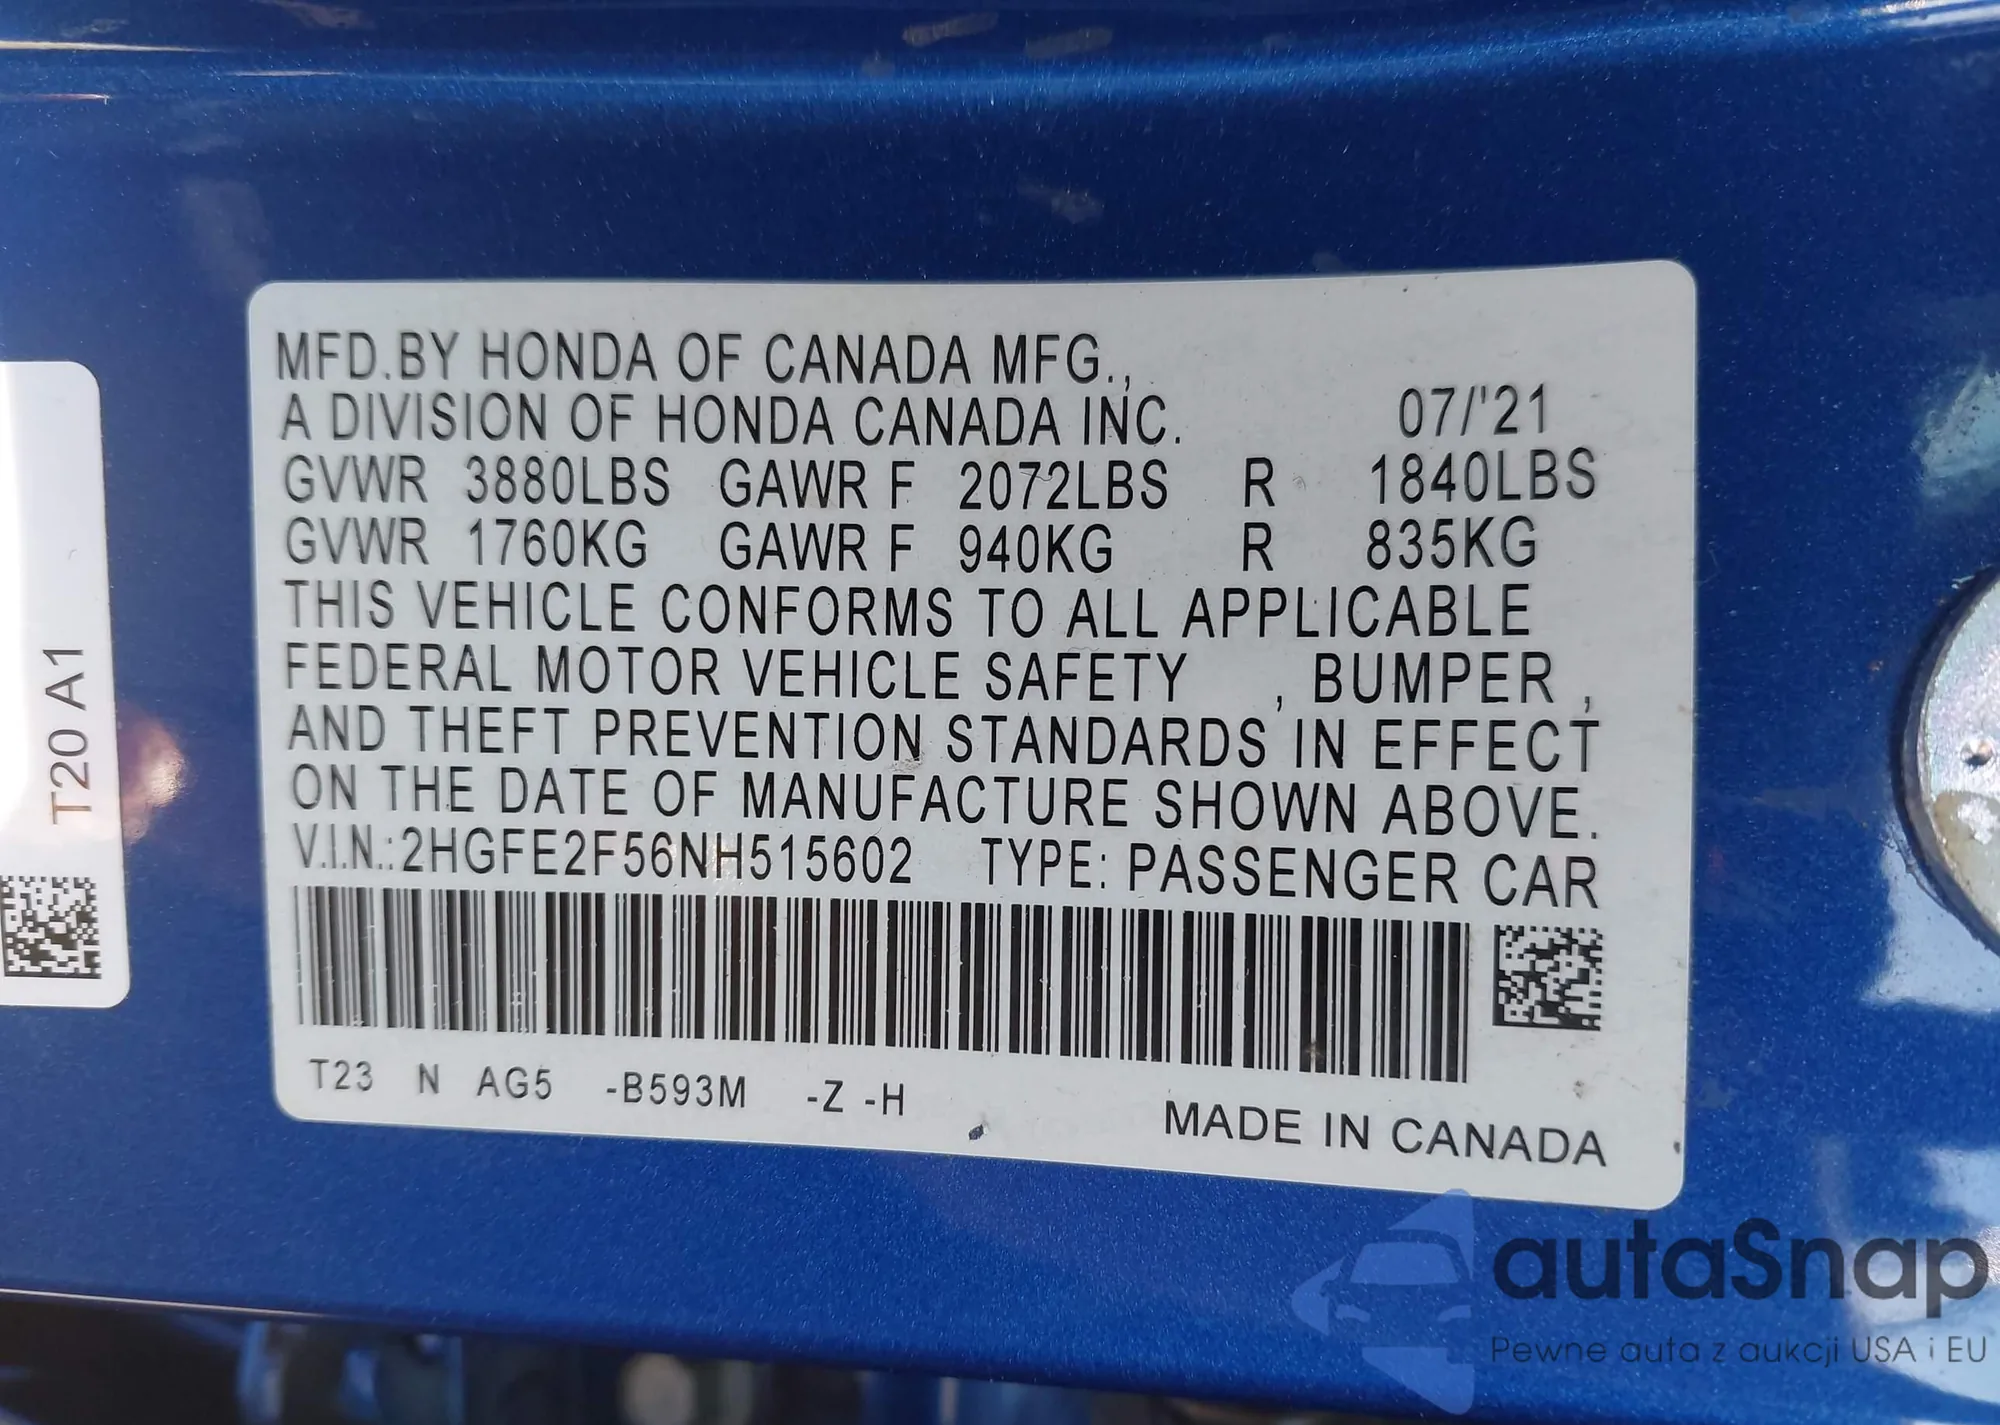 MFD.BY HONDA OF CANADA MFG.,
A DIVISION OF HONDA CANADA INC. 07/'21
GVWR 3880LBS GAWR F 2072LBS R 1840LBS
GVWR 1760KG GAWR F 940KG R 835KG
THIS VEHICLE CONFORMS TO ALL APPLICABLE
FEDERAL MOTOR VEHICLE SAFETY , BUMPER ,
AND THEFT PREVENTION STANDARDS IN EFFECT
ON THE DATE OF MANUFACTURE SHOWN ABOVE.
V.I.N.:2HGFE2F56NH515602 TYPE: PASSENGER CAR
T23 N AG5 -B593M -Z -H
MADE IN CANADA
T20 A1
autaSnap
Pewne auta z aukcji USA i EU